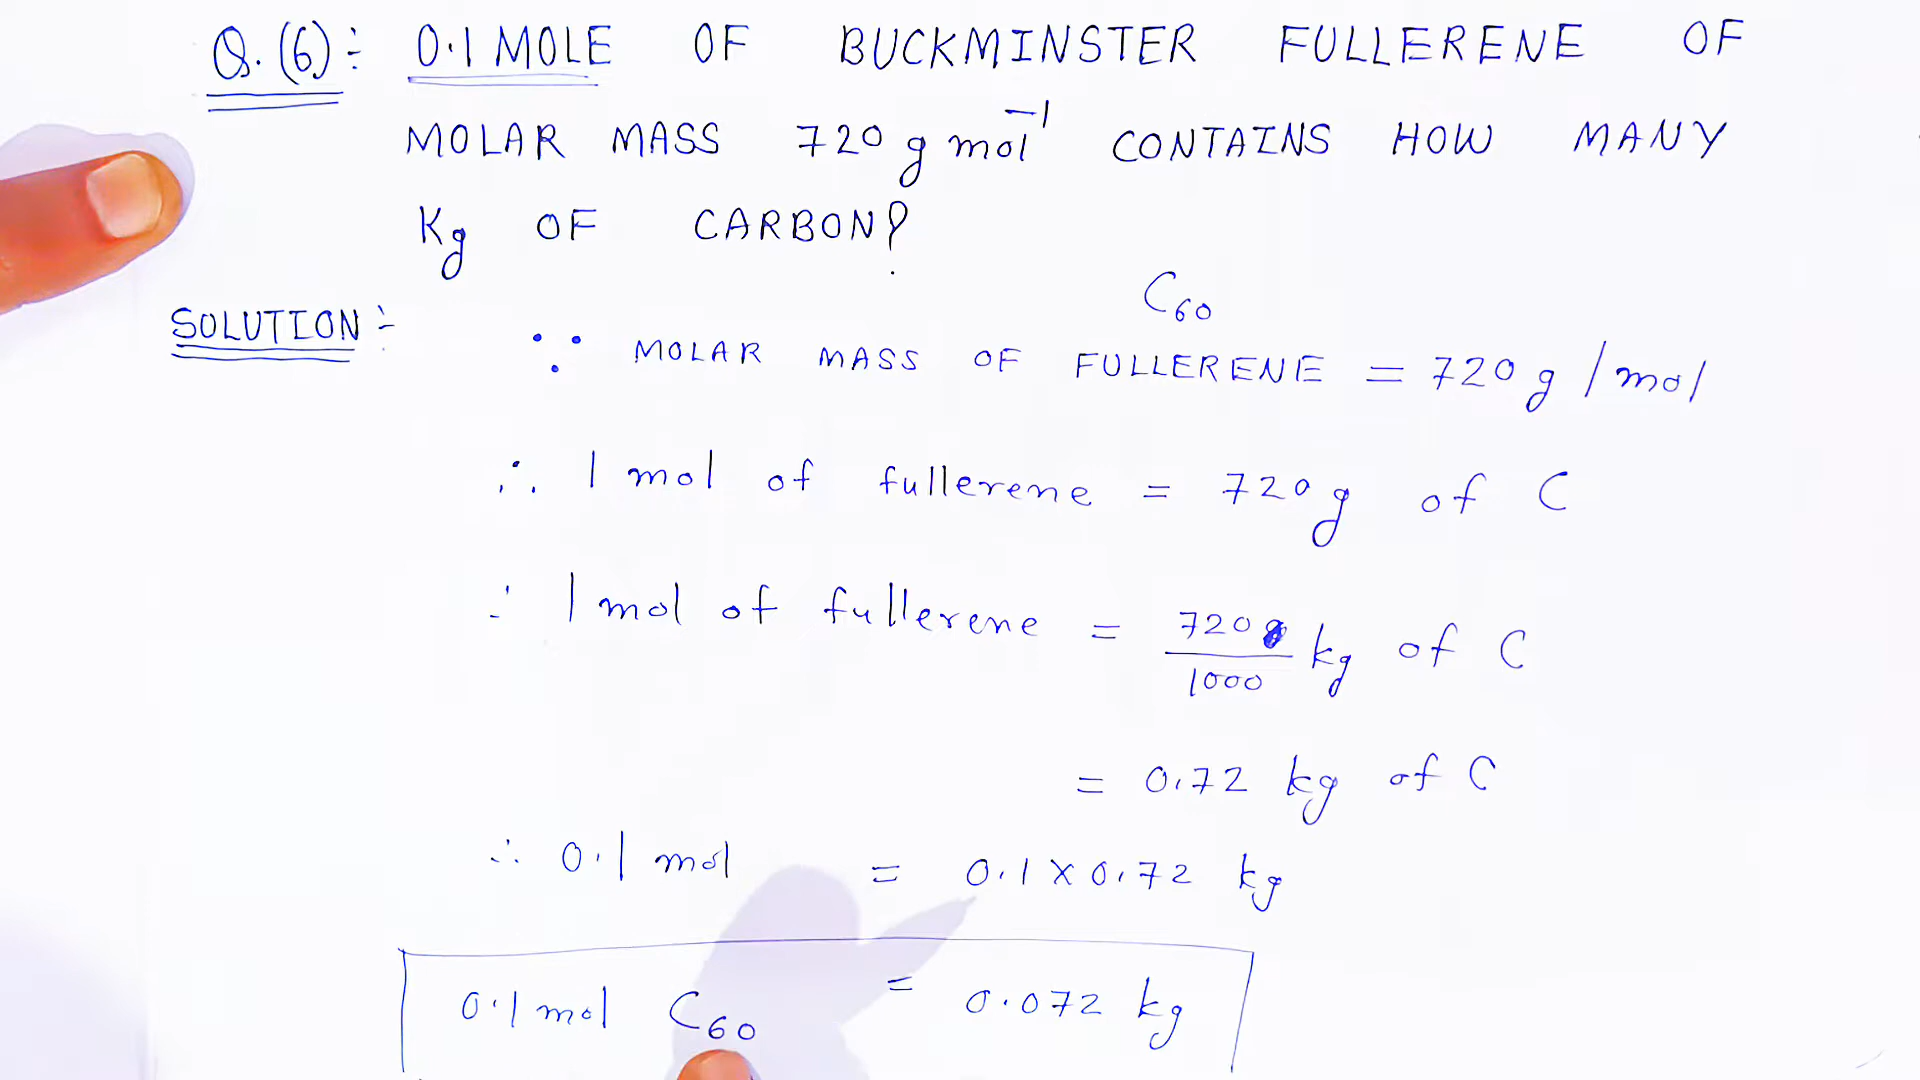 Q.(6):- 0.1 MOLE OF BUCKMINSTER FULLERENE OF
MOLAR MASS 720 g mol⁻¹ CONTAINS HOW MANY
Kg OF CARBON?
C₆₀
SOLUTION:- ∵ MOLAR MASS OF FULLERENE = 720 g / mol
∴ 1 mol of fullerene = 720 g of C
∴ 1 mol of fullerene = 720/1000 kg of C
= 0.72 kg of C
∴ 0.1 mol = 0.1 × 0.72 kg
0.1 mol C₆₀ = 0.072 kg